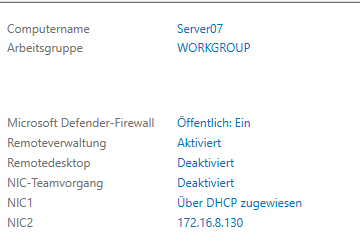 Computername Server07
Arbeitsgruppe WORKGROUP
Microsoft Defender-Firewall Öffentlich: Ein
Remoteverwaltung Aktiviert
Remotedesktop Deaktiviert
NIC-Teamvorgang Deaktiviert
NIC1 Über DHCP zugewiesen
NIC2 172.16.8.130